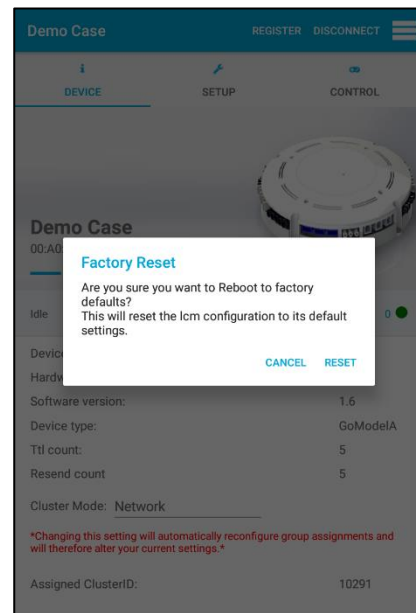 Demo Case
REGISTER DISCONNECT
DEVICE SETUP CONTROL
Demo Case
00:A0
Factory Reset
Are you sure you want to Reboot to factory
defaults?
This will reset the lcm configuration to its default
settings.
CANCEL RESET
Idle 0
Device
Hardw
Software version: 1.6
Device type: GoModelA
Ttl count: 5
Resend count 5
Cluster Mode: Network
*Changing this setting will automatically reconfigure group assignments and
will therefore alter your current settings.*
Assigned ClusterID: 10291